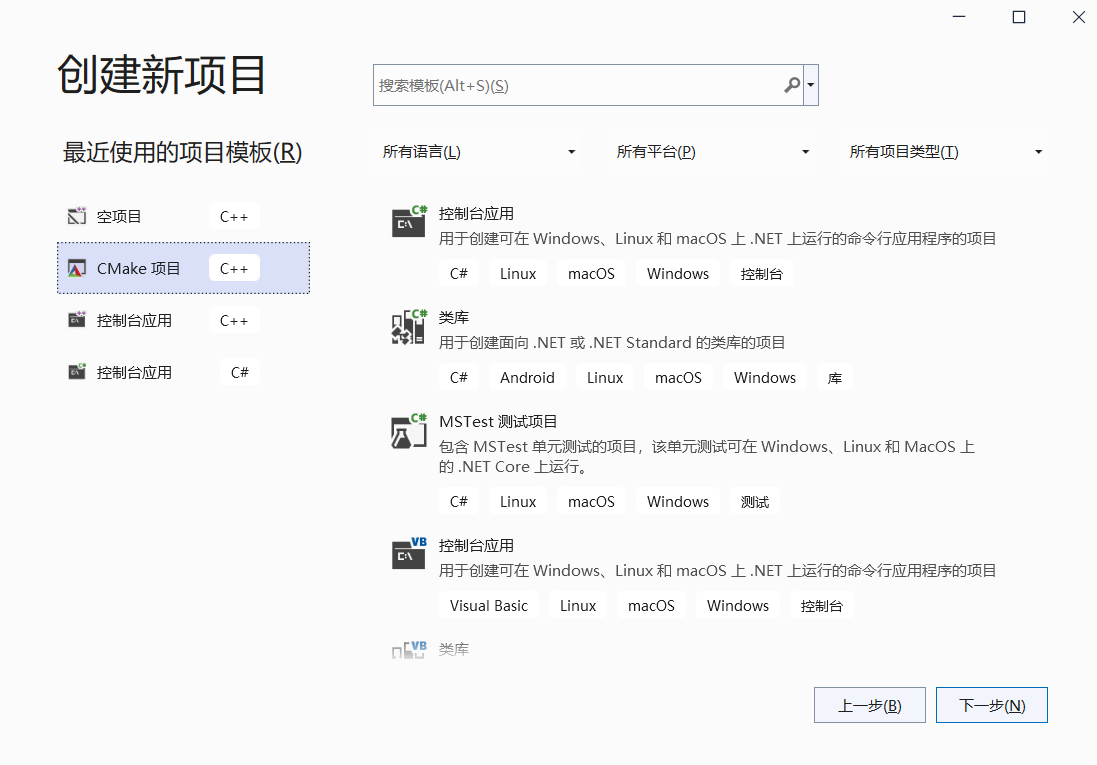 创建新项目
搜索模板(Alt+S)(S)
最近使用的项目模板(R)
所有语言(L) 所有平台(P) 所有项目类型(T)
空项目 C++
CMake 项目 C++
控制台应用 C++
控制台应用 C#
C#
控制台应用
用于创建可在 Windows、Linux 和 macOS 上 .NET 上运行的命令行应用程序的项目
C# Linux macOS Windows 控制台
C#
类库
用于创建面向 .NET 或 .NET Standard 的类库的项目
C# Android Linux macOS Windows 库
C#
MSTest 测试项目
包含 MSTest 单元测试的项目，该单元测试可在 Windows、Linux 和 MacOS 上
的 .NET Core 上运行。
C# Linux macOS Windows 测试
VB
控制台应用
用于创建可在 Windows、Linux 和 macOS 上 .NET 上运行的命令行应用程序的项目
Visual Basic Linux macOS Windows 控制台
VB
类库
上一步(B) 下一步(N)